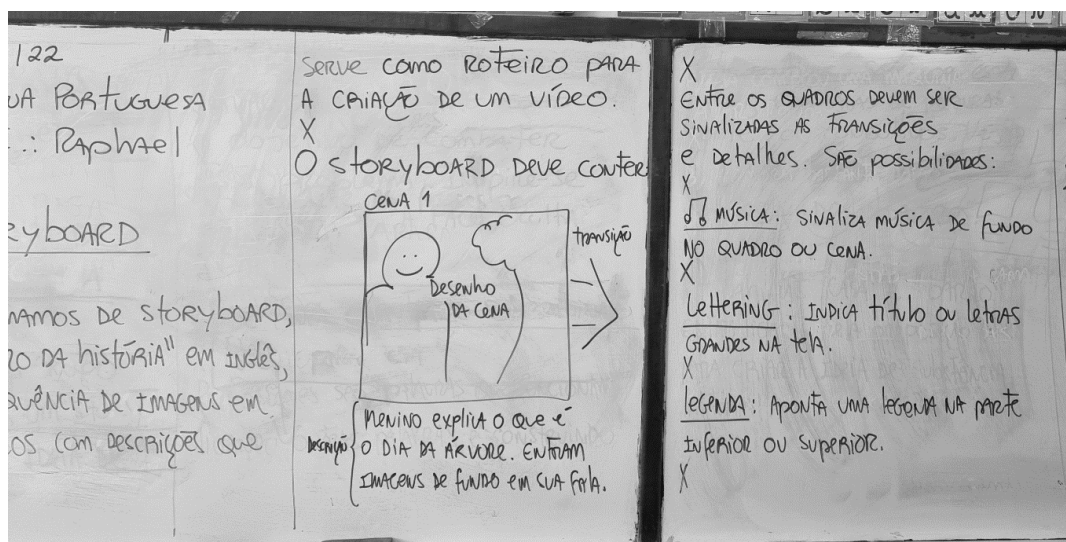 122
UA PORTUGUESA
.: RAPhAEl
RyBOARD
MAMOS DE STORyBOARD,
RO DA hISTÓRIA" EM INGlÊS,
QUÊNCIA DE IMAGENS EM
OS COM DESCRIÇÕES QUE
SERVE COMO ROTEIRO PARA
A CRIAÇÃO DE UM VÍDEO.
X
O STORyBOARD DEVE CONTER
CENA 1
TRANSIÇÃO
DESENHO
DA CENA
DESCRIÇÃO
MENINO EXPLICA O QUE É
O DIA DA ÁRVORE. ENTRAM
IMAGENS DE FUNDO EM SUA FALA.
X
ENTRE OS QUADROS DEVEM SER
SINALIZADAS AS TRANSIÇÕES
e DETALHES. SÃO POSSIBILIDADES:
X
MÚSICA: SINALIZA MÚSICA DE FUNDO
NO QUADRO OU CENA.
X
LETTERING: INDICA TÍTULO OU LETRAS
GRANDES NA TELA.
X
LEGENDA: APONTA UMA LEGENDA NA PARTE
INFERIOR OU SUPERIOR.
X